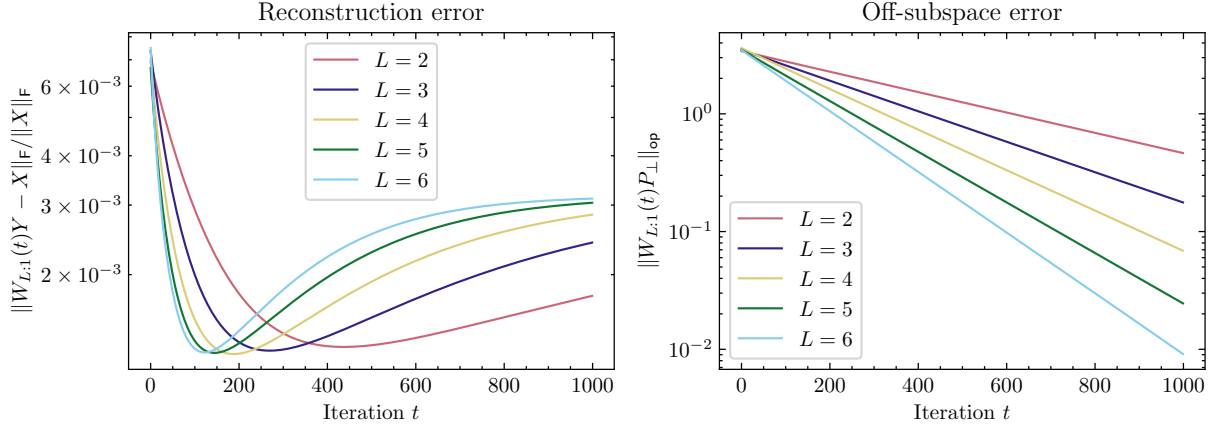 Reconstruction error
‖W_{L:1}(t)Y − X‖_F/‖X‖_F
6 × 10⁻³
4 × 10⁻³
3 × 10⁻³
2 × 10⁻³
L = 2
L = 3
L = 4
L = 5
L = 6
0 200 400 600 800 1000
Iteration t
Off-subspace error
‖W_{L:1}(t)P_⊥‖_op
10⁰
10⁻¹
10⁻²
L = 2
L = 3
L = 4
L = 5
L = 6
0 200 400 600 800 1000
Iteration t